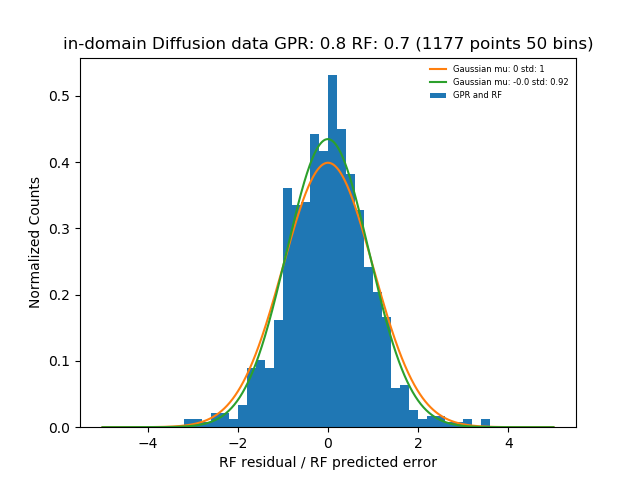 in-domain Diffusion data GPR: 0.8 RF: 0.7 (1177 points 50 bins)
Gaussian mu: 0 std: 1
Gaussian mu: -0.0 std: 0.92
GPR and RF
Normalized Counts
0.5
0.4
0.3
0.2
0.1
0.0
−4
−2
0
2
4
RF residual / RF predicted error